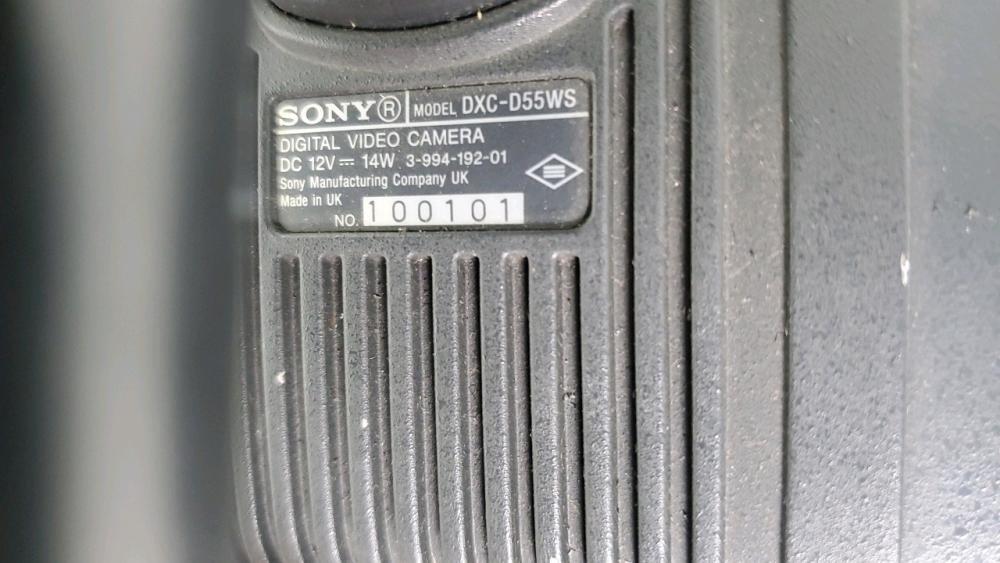 SONY® MODEL DXC-D55WS
DIGITAL VIDEO CAMERA
DC 12V ⎓ 14W 3-994-192-01
Sony Manufacturing Company UK
Made in UK
NO. 100101